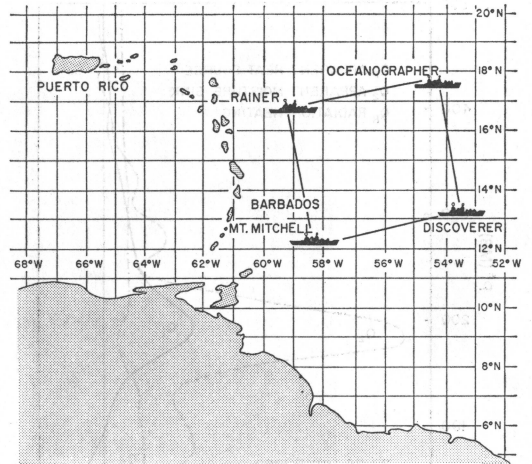 20°N
OCEANOGRAPHER
18°N
PUERTO RICO
RAINER
16°N
14°N
BARBADOS
MT. MITCHELL
DISCOVERER
12°N
68°W 66°W 64°W 62°W 60°W 58°W 56°W 54°W 52°W
10°N
8°N
6°N